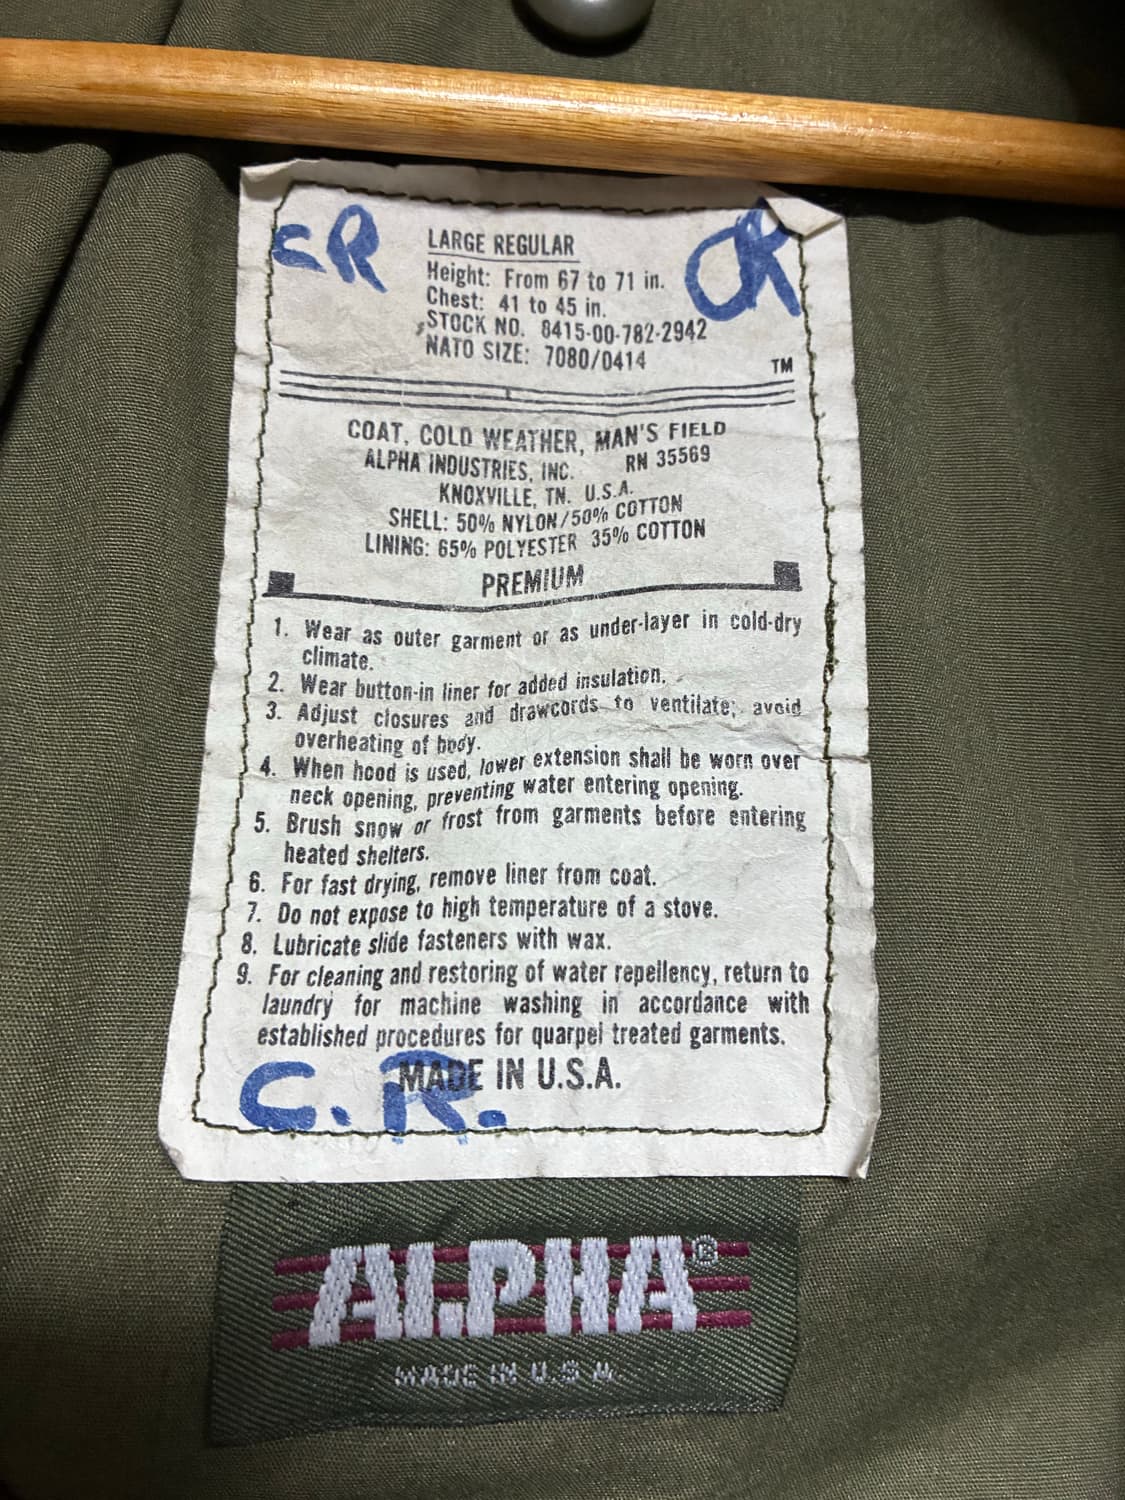 CR
CR
LARGE REGULAR
Height: From 67 to 71 in.
Chest: 41 to 45 in.
STOCK NO. 8415-00-782-2942
NATO SIZE: 7080/0414
TM
COAT, COLD WEATHER, MAN'S FIELD
ALPHA INDUSTRIES, INC. RN 35569
KNOXVILLE, TN. U.S.A.
SHELL: 50% NYLON/50% COTTON
LINING: 65% POLYESTER 35% COTTON
PREMIUM
1. Wear as outer garment or as under-layer in cold-dry
climate.
2. Wear button-in liner for added insulation.
3. Adjust closures and drawcords to ventilate; avoid
overheating of body.
4. When hood is used, lower extension shall be worn over
neck opening, preventing water entering opening.
5. Brush snow or frost from garments before entering
heated shelters.
6. For fast drying, remove liner from coat.
7. Do not expose to high temperature of a stove.
8. Lubricate slide fasteners with wax.
9. For cleaning and restoring of water repellency, return to
laundry for machine washing in accordance with
established procedures for quarpel treated garments.
MADE IN U.S.A.
C. R.
ALPHA®
MADE IN U.S.A.